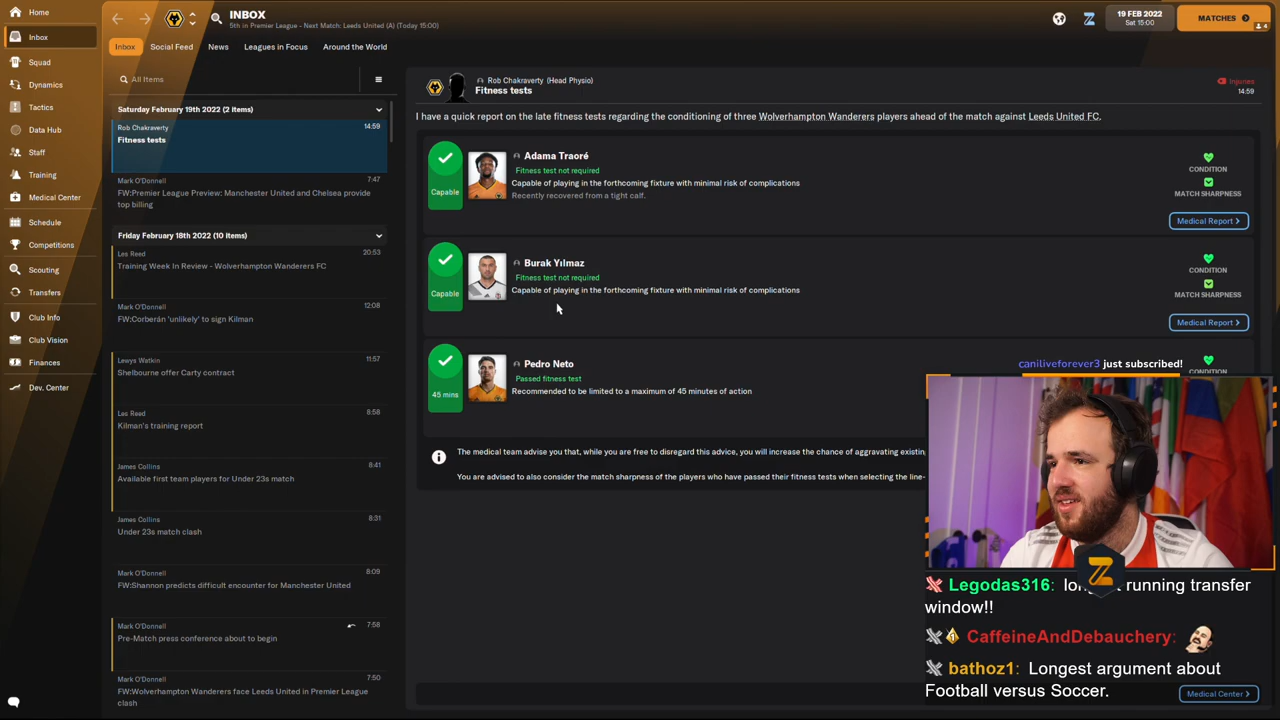 Home
INBOX
5th in Premier League - Next Match: Leeds United (A) (Today 15:00)
19 FEB 2022
Sat 15:00
MATCHES
4
Inbox
Squad
Dynamics
Tactics
Data Hub
Staff
Training
Medical Center
Schedule
Competitions
Scouting
Transfers
Club Info
Club Vision
Finances
Dev. Center
Inbox
Social Feed
News
Leagues in Focus
Around the World
All Items
Saturday February 19th 2022 (2 items)
Rob Chakraverty
14:59
Fitness tests
Mark O'Donnell
7:47
FW:Premier League Preview: Manchester United and Chelsea provide
top billing
Friday February 18th 2022 (10 items)
Les Reed
20:53
Training Week In Review - Wolverhampton Wanderers FC
Mark O'Donnell
12:08
FW:Corberán 'unlikely' to sign Kilman
Lewys Watkin
11:57
Shelbourne offer Carty contract
Les Reed
8:58
Kilman's training report
James Collins
8:41
Available first team players for Under 23s match
James Collins
8:31
Under 23s match clash
Mark O'Donnell
8:09
FW:Shannon predicts difficult encounter for Manchester United
Mark O'Donnell
7:58
Pre-Match press conference about to begin
Mark O'Donnell
7:50
FW:Wolverhampton Wanderers face Leeds United in Premier League
clash
Rob Chakraverty (Head Physio)
Fitness tests
Injuries
14:59
I have a quick report on the late fitness tests regarding the conditioning of three Wolverhampton Wanderers players ahead of the match against Leeds United FC.
Capable
Adama Traoré
Fitness test not required
Capable of playing in the forthcoming fixture with minimal risk of complications
Recently recovered from a tight calf.
CONDITION
MATCH SHARPNESS
Medical Report
Capable
Burak Yılmaz
Fitness test not required
Capable of playing in the forthcoming fixture with minimal risk of complications
CONDITION
MATCH SHARPNESS
Medical Report
45 mins
Pedro Neto
Passed fitness test
Recommended to be limited to a maximum of 45 minutes of action
CONDITION
The medical team advise you that, while you are free to disregard this advice, you will increase the chance of aggravating existing
You are advised to also consider the match sharpness of the players who have passed their fitness tests when selecting the line-
caniliveforever3 just subscribed!
Legodas316: longest running transfer
window!!
CaffeineAndDebauchery:
bathoz1: Longest argument about
Football versus Soccer.
Medical Center